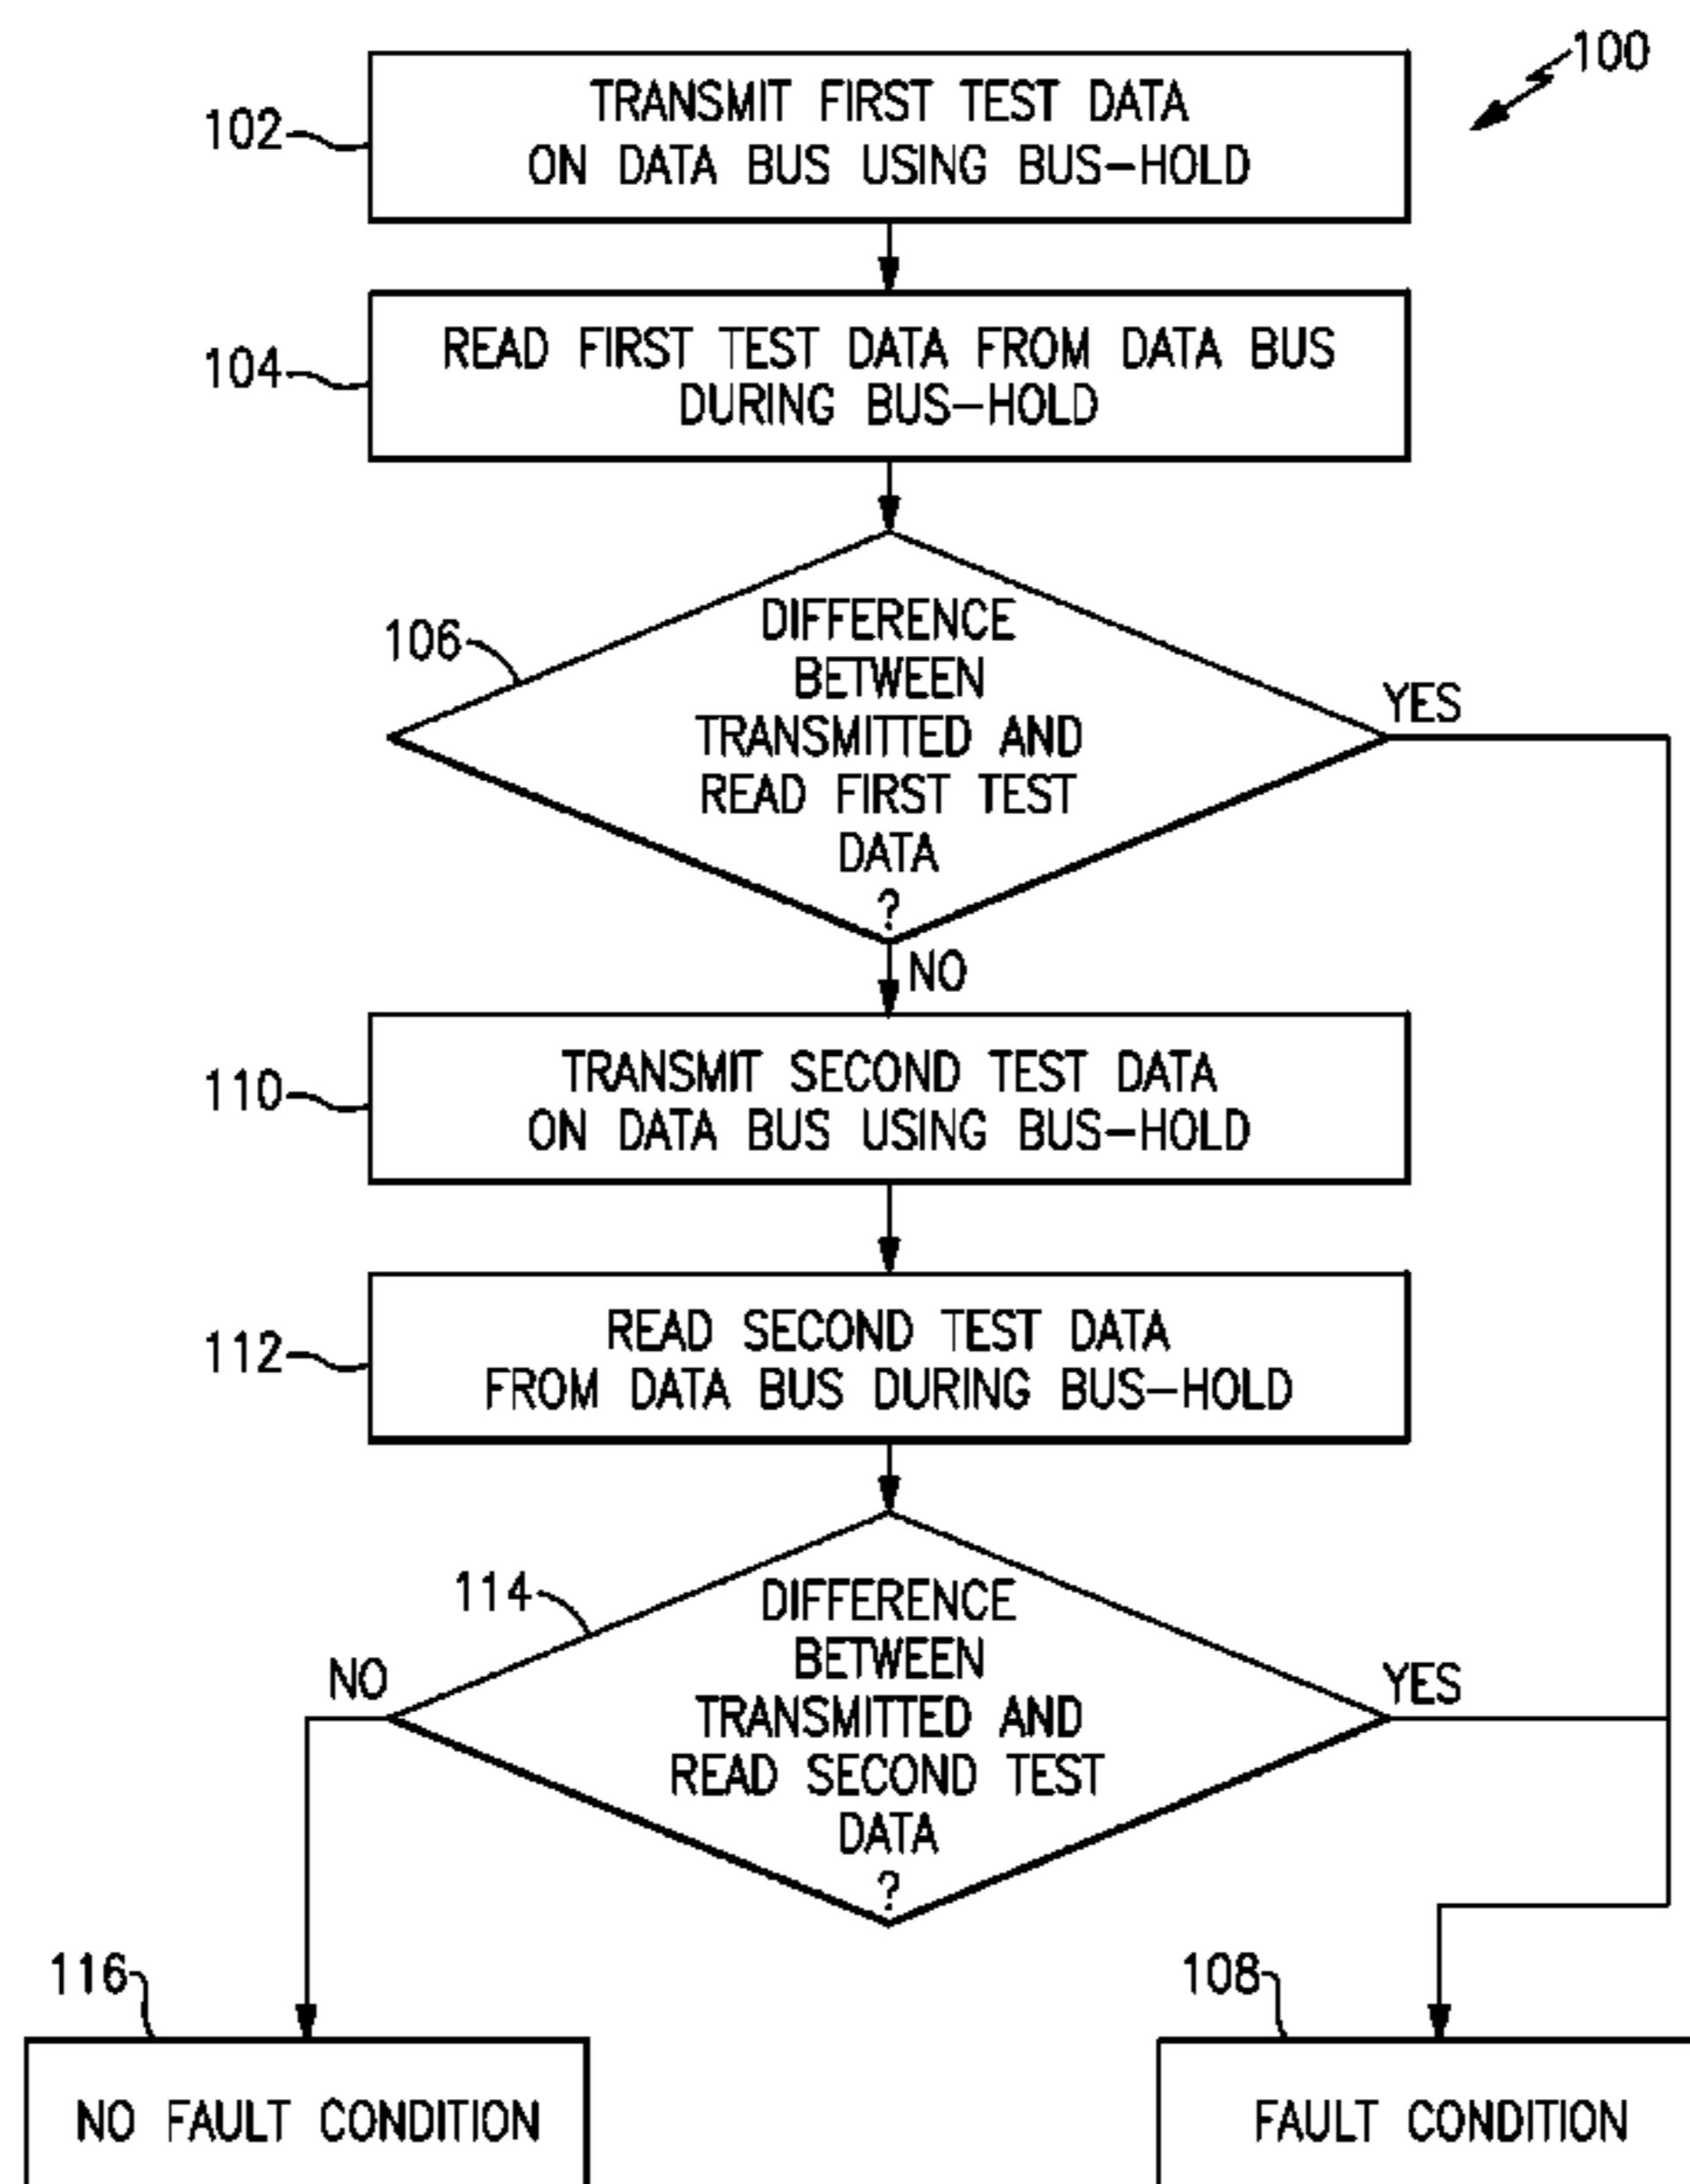 100
102
TRANSMIT FIRST TEST DATA
ON DATA BUS USING BUS-HOLD
104
READ FIRST TEST DATA FROM DATA BUS
DURING BUS-HOLD
106
DIFFERENCE
BETWEEN
TRANSMITTED AND
READ FIRST TEST
DATA
?
YES
NO
110
TRANSMIT SECOND TEST DATA
ON DATA BUS USING BUS-HOLD
112
READ SECOND TEST DATA
FROM DATA BUS DURING BUS-HOLD
114
DIFFERENCE
BETWEEN
TRANSMITTED AND
READ SECOND TEST
DATA
?
NO
YES
116
NO FAULT CONDITION
108
FAULT CONDITION